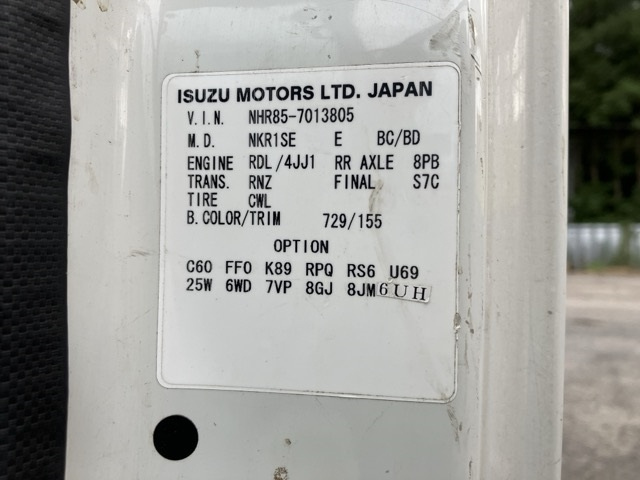 ISUZU MOTORS LTD. JAPAN
V.I.N. NHR85-7013805
M.D. NKR1SE E BC/BD
ENGINE RDL/4JJ1 RR AXLE 8PB
TRANS. RNZ FINAL S7C
TIRE CWL
B.COLOR/TRIM 729/155
OPTION
C60 FF0 K89 RPQ RS6 U69
25W 6WD 7VP 8GJ 8JM 6UH